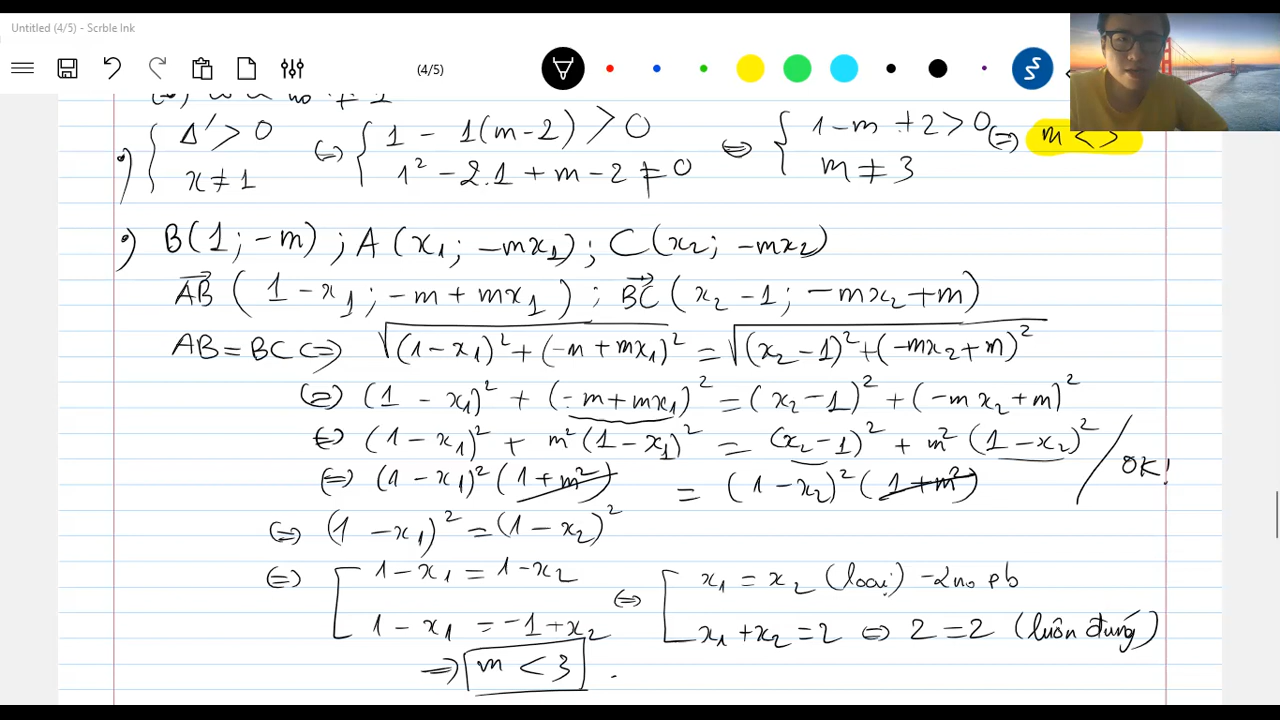 Untitled (4/5) - Scrble Ink
(4/5)
no ≠ 1
•) { Δ' > 0 ⇔ { 1 - 1(m-2) > 0 ⇔ { 1-m+2 > 0 ⇔ m <
x ≠ 1 1² - 2.1 + m - 2 ≠ 0 m ≠ 3
•) B(1; -m) ; A(x₁; -mx₁); C(x₂; -mx₂)
AB→ (1-x₁; -m+mx₁) ; BC→ (x₂-1; -mx₂+m)
AB = BC ⇔ √((1-x₁)²+(-m+mx₁)²) = √((x₂-1)²+(-mx₂+m)²)
⇔ (1-x₁)² + (-m+mx₁)² = (x₂-1)² + (-mx₂+m)²
⇔ (1-x₁)² + m²(1-x₁)² = (x₂-1)² + m²(1-x₂)² / OK!
⇔ (1-x₁)²(1+m²) = (1-x₂)²(1+m²)
⇔ (1-x₁)² = (1-x₂)²
⇔ [ 1-x₁ = 1-x₂ ⇔ [ x₁ = x₂ (loại) -2no pb
1-x₁ = -1+x₂ x₁+x₂ = 2 ⇔ 2 = 2 (luôn đúng)
⇒ m < 3 .